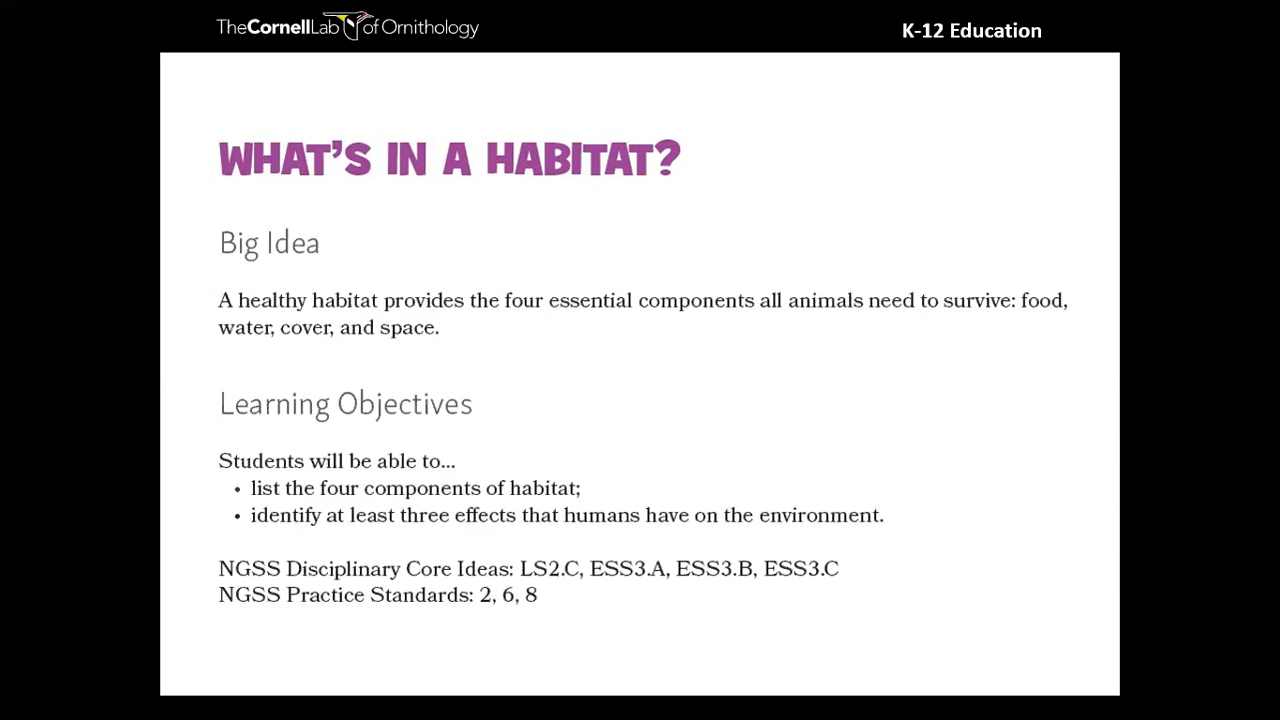 TheCornellLab of Ornithology
K-12 Education
WHAT'S IN A HABITAT?
Big Idea
A healthy habitat provides the four essential components all animals need to survive: food,
water, cover, and space.
Learning Objectives
Students will be able to...
• list the four components of habitat;
• identify at least three effects that humans have on the environment.
NGSS Disciplinary Core Ideas: LS2.C, ESS3.A, ESS3.B, ESS3.C
NGSS Practice Standards: 2, 6, 8